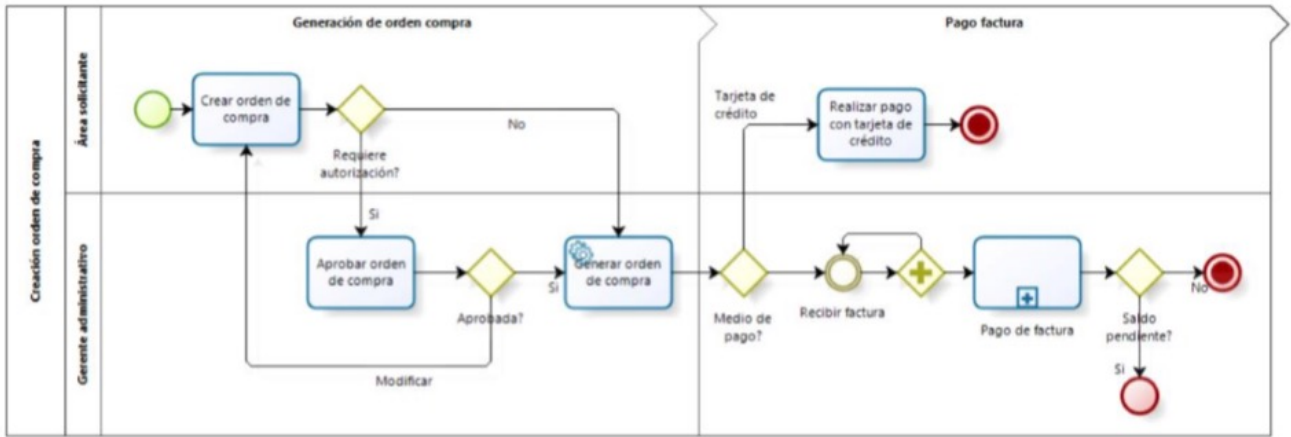 Creación orden de compra
Área solicitante
Gerente administrativo
Generación de orden compra
Pago factura
Crear orden de
compra
Requiere
autorización?
No
Si
Aprobar orden
de compra
Aprobada?
Si
Modificar
Generar orden
de compra
Medio de
pago?
Tarjeta de
crédito
Realizar pago
con tarjeta de
crédito
Recibir factura
Pago de factura
Saldo
pendiente?
No
Si